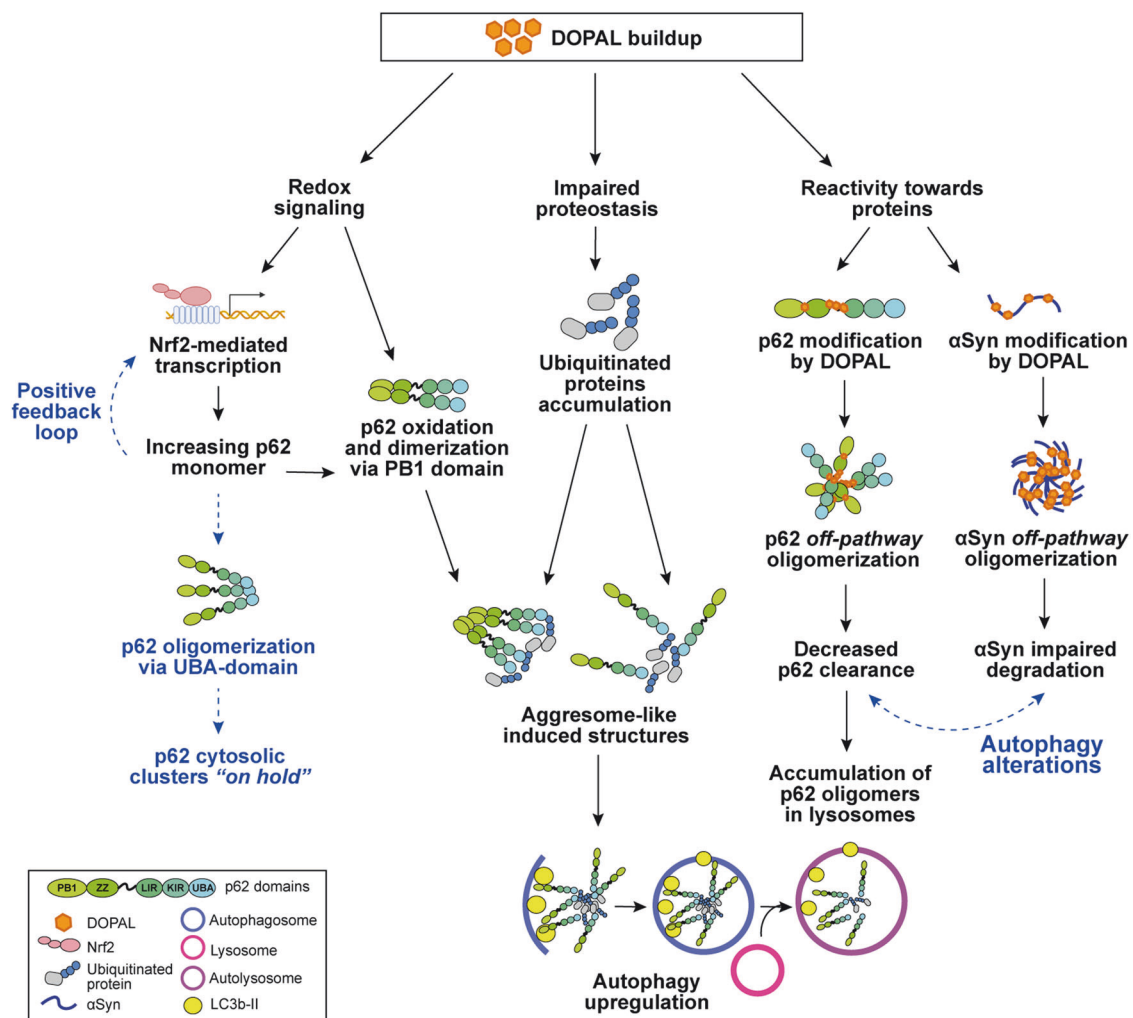 DOPAL buildup
Redox
signaling
Impaired
proteostasis
Reactivity towards
proteins
Nrf2-mediated
transcription
Positive
feedback
loop
Increasing p62
monomer
p62 oxidation
and dimerization
via PB1 domain
Ubiquitinated
proteins
accumulation
p62 modification
by DOPAL
αSyn modification
by DOPAL
p62 oligomerization
via UBA-domain
p62 cytosolic
clusters “on hold”
Aggresome-like
induced structures
p62 off-pathway
oligomerization
αSyn off-pathway
oligomerization
Decreased
p62 clearance
αSyn impaired
degradation
Autophagy
alterations
Accumulation of
p62 oligomers
in lysosomes
Autophagy
upregulation
PB1 ZZ LIR KIR UBA p62 domains
DOPAL
Nrf2
Ubiquitinated
protein
αSyn
Autophagosome
Lysosome
Autolysosome
LC3b-II